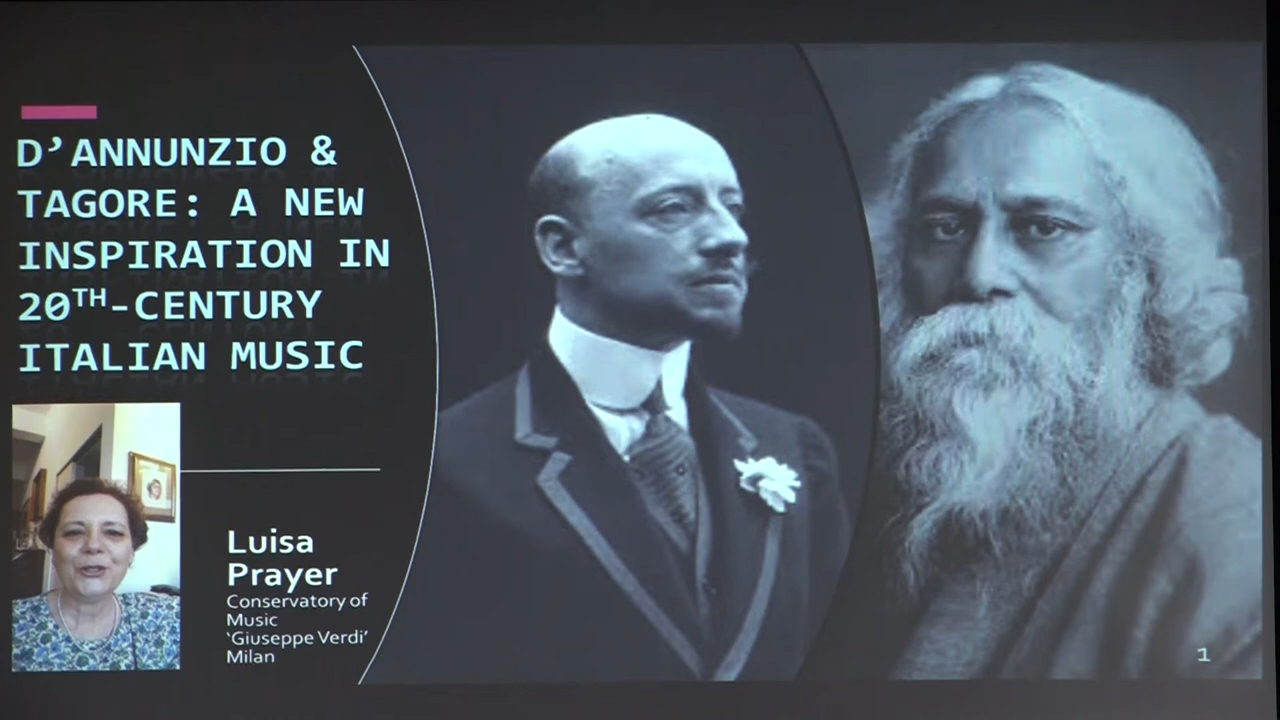 D'ANNUNZIO &
TAGORE: A NEW
INSPIRATION IN
20TH-CENTURY
ITALIAN MUSIC
Luisa
Prayer
Conservatory of
Music
'Giuseppe Verdi'
Milan
1